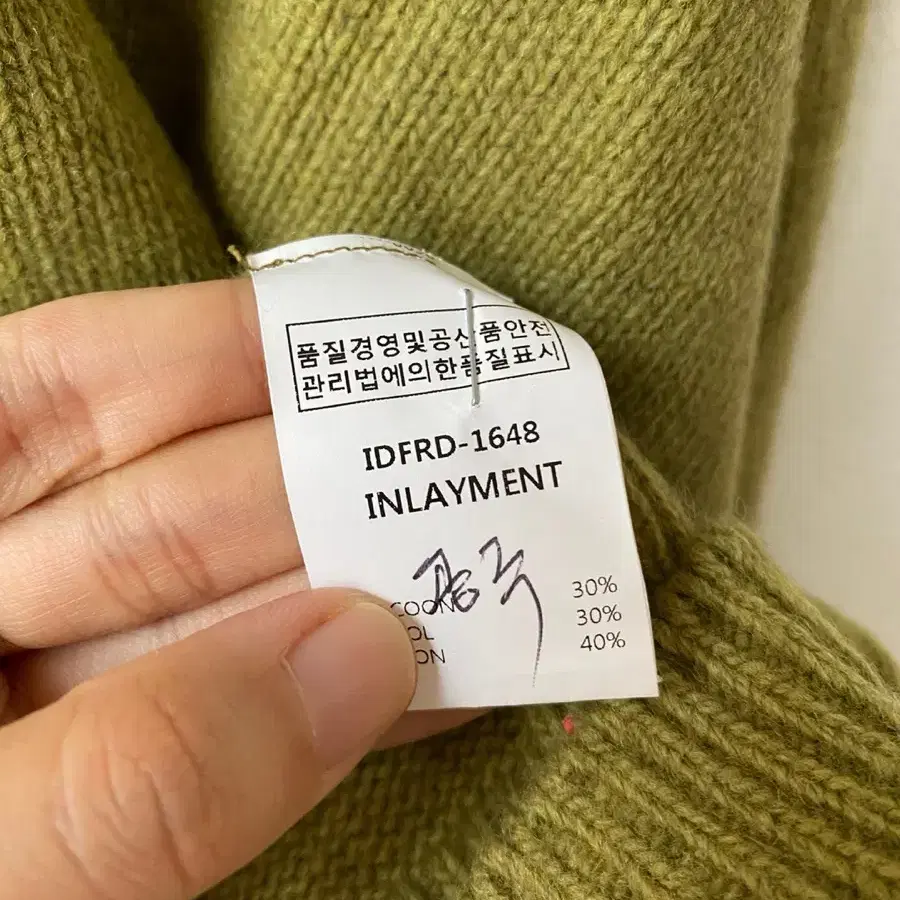 품질경영및공산품안전
관리법에의한품질표시
IDFRD-1648
INLAYMENT
30%
30%
40%